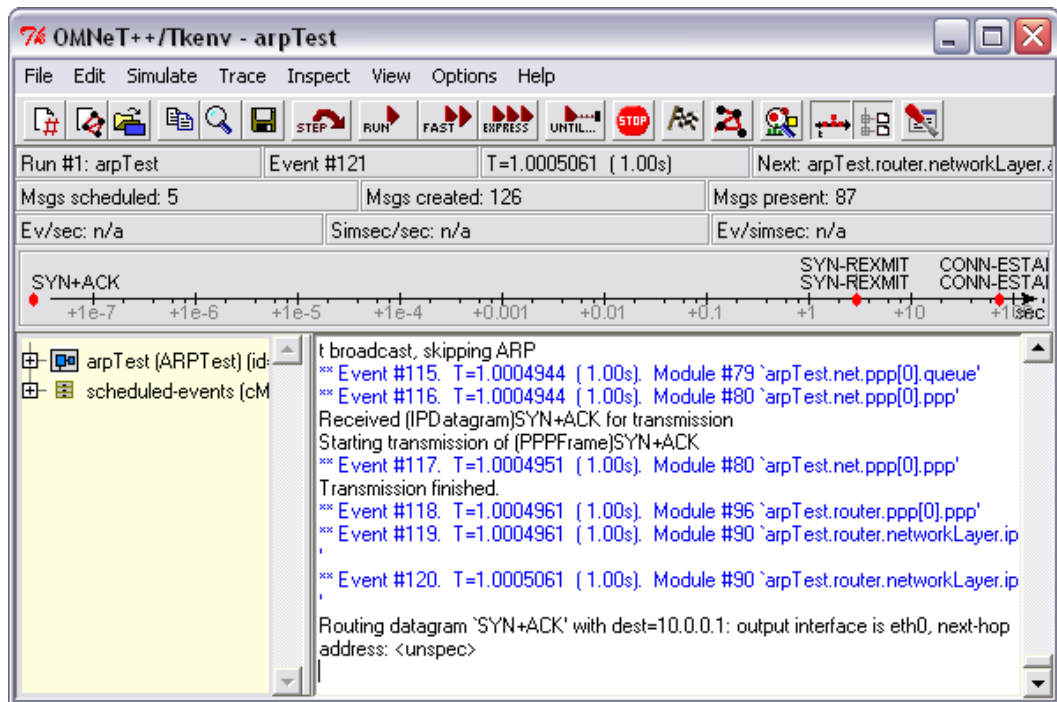 OMNeT++/Tkenv - arpTest
File Edit Simulate Trace Inspect View Options Help
STEP RUN FAST EXPRESS UNTIL... STOP
Run #1: arpTest Event #121 T=1.0005061 (1.00s) Next: arpTest.router.networkLayer.a
Msgs scheduled: 5 Msgs created: 126 Msgs present: 87
Ev/sec: n/a Simsec/sec: n/a Ev/simsec: n/a
SYN-REXMIT CONN-ESTAI
SYN+ACK SYN-REXMIT CONN-ESTAI
+1e-7 +1e-6 +1e-5 +1e-4 +0.001 +0.01 +0.1 +1 +10 sec
arpTest (ARPTest) (id=
scheduled-events (cM
t broadcast, skipping ARP
** Event #115. T=1.0004944 ( 1.00s). Module #79 `arpTest.net.ppp[0].queue'
** Event #116. T=1.0004944 ( 1.00s). Module #80 `arpTest.net.ppp[0].ppp'
Received (IPDatagram)SYN+ACK for transmission
Starting transmission of (PPPFrame)SYN+ACK
** Event #117. T=1.0004951 ( 1.00s). Module #80 `arpTest.net.ppp[0].ppp'
Transmission finished.
** Event #118. T=1.0004961 ( 1.00s). Module #96 `arpTest.router.ppp[0].ppp'
** Event #119. T=1.0004961 ( 1.00s). Module #90 `arpTest.router.networkLayer.ip
'
** Event #120. T=1.0005061 ( 1.00s). Module #90 `arpTest.router.networkLayer.ip
'
Routing datagram `SYN+ACK' with dest=10.0.0.1: output interface is eth0, next-hop
address: <unspec>